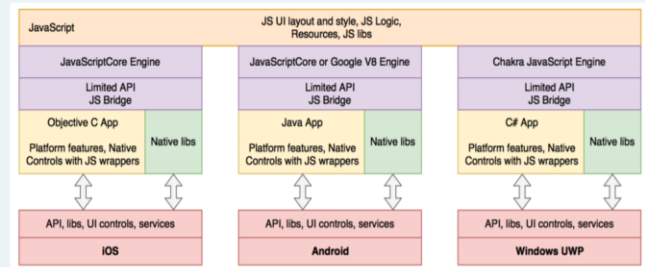 JavaScript
JS UI layout and style, JS Logic,
Resources, JS libs
JavaScriptCore Engine
Limited API
JS Bridge
Objective C App
Platform features, Native
Controls with JS wrappers
Native libs
API, libs, UI controls, services
iOS
JavaScriptCore or Google V8 Engine
Limited API
JS Bridge
Java App
Platform features, Native
Controls with JS wrappers
Native libs
API, libs, UI controls, services
Android
Chakra JavaScript Engine
Limited API
JS Bridge
C# App
Platform features, Native
Controls with JS wrappers
Native libs
API, libs, UI controls, services
Windows UWP